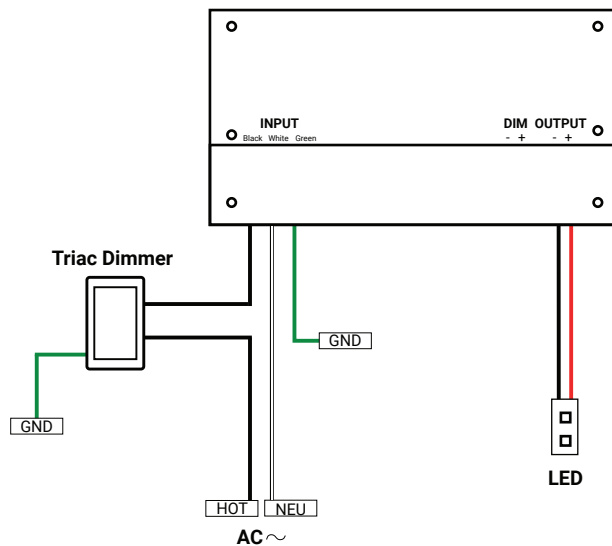 INPUT DIM OUTPUT
Black White Green - + - +
Triac Dimmer
GND
GND
LED
HOT NEU
AC ~